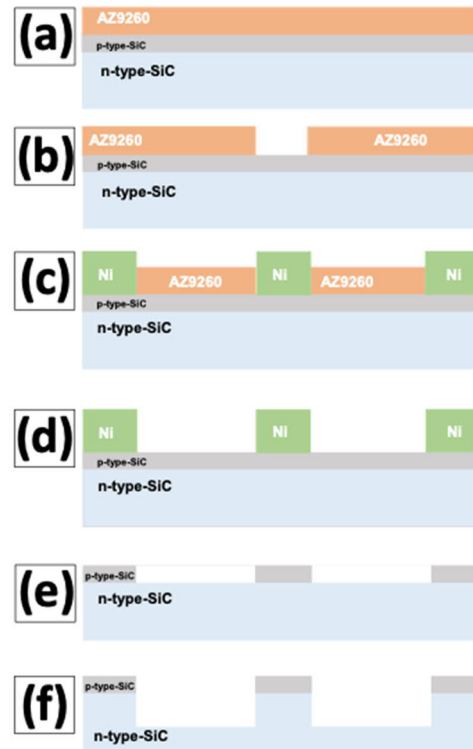 (a)
AZ9260
p-type-SiC
n-type-SiC
(b)
AZ9260 AZ9260
p-type-SiC
n-type-SiC
(c)
Ni AZ9260 Ni AZ9260 Ni
p-type-SiC
n-type-SiC
(d)
Ni Ni Ni
p-type-SiC
n-type-SiC
(e)
p-type-SiC
n-type-SiC
(f)
p-type-SiC
n-type-SiC